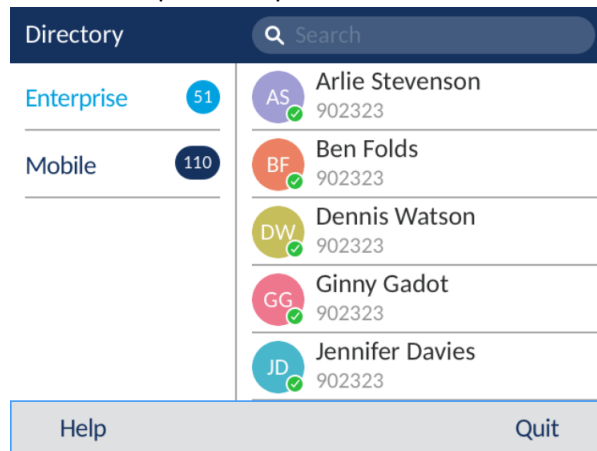 Directory
Search
Enterprise 51
Mobile 110
AS Arlie Stevenson
902323
BF Ben Folds
902323
DW Dennis Watson
902323
GG Ginny Gadot
902323
JD Jennifer Davies
902323
Help Quit